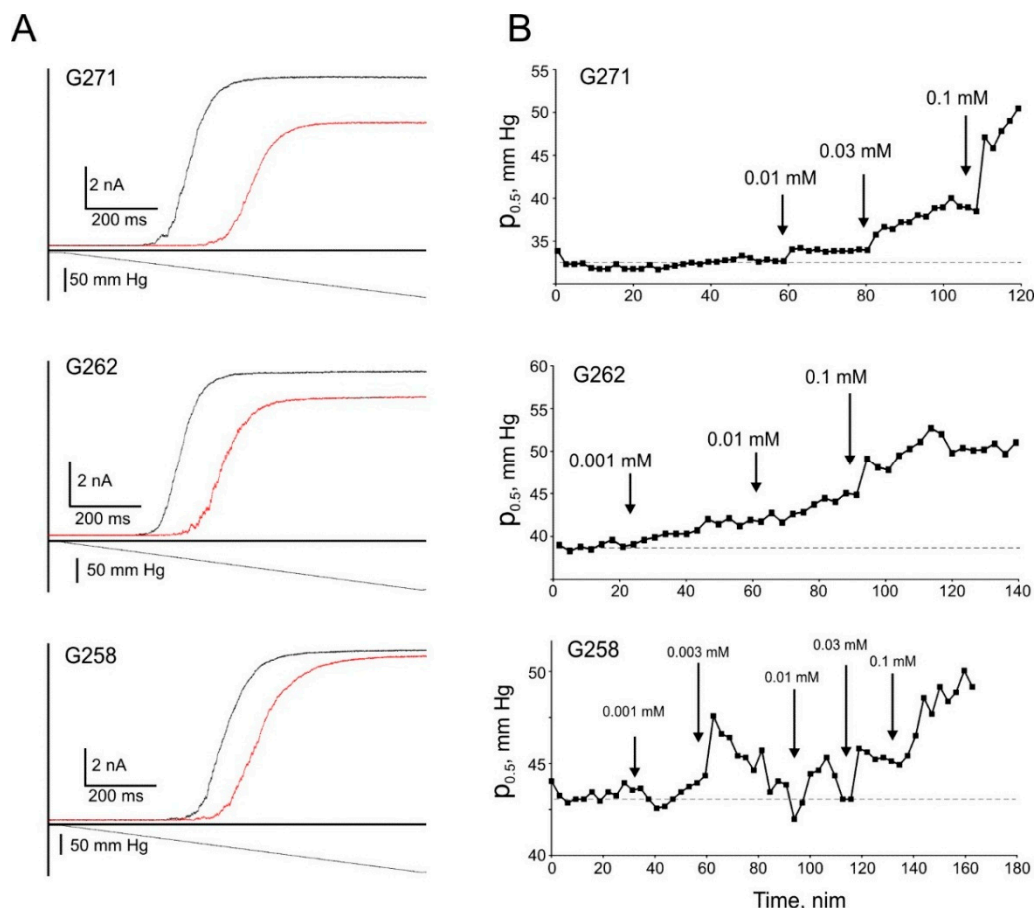 A
G271
2 nA
200 ms
50 mm Hg
G262
2 nA
200 ms
50 mm Hg
G258
2 nA
200 ms
50 mm Hg
B
G271
p0.5, mm Hg
55
50
45
40
35
0.01 mM
0.03 mM
0.1 mM
0 20 40 60 80 100 120
G262
p0.5, mm Hg
60
55
50
45
40
0.001 mM
0.01 mM
0.1 mM
0 20 40 60 80 100 120 140
G258
p0.5, mm Hg
50
45
40
0.001 mM
0.003 mM
0.01 mM
0.03 mM
0.1 mM
0 20 40 60 80 100 120 140 160 180
Time, nim